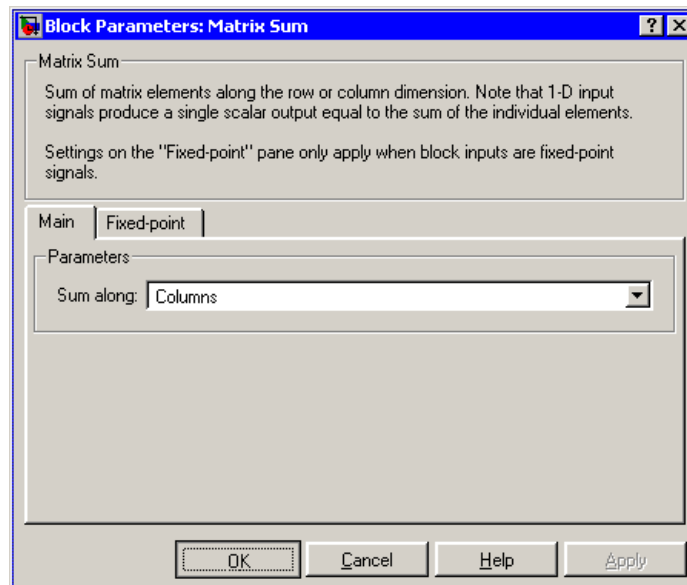 Block Parameters: Matrix Sum
Matrix Sum
Sum of matrix elements along the row or column dimension. Note that 1-D input
signals produce a single scalar output equal to the sum of the individual elements.
Settings on the "Fixed-point" pane only apply when block inputs are fixed-point
signals.
Main Fixed-point
Parameters
Sum along: Columns
OK Cancel Help Apply